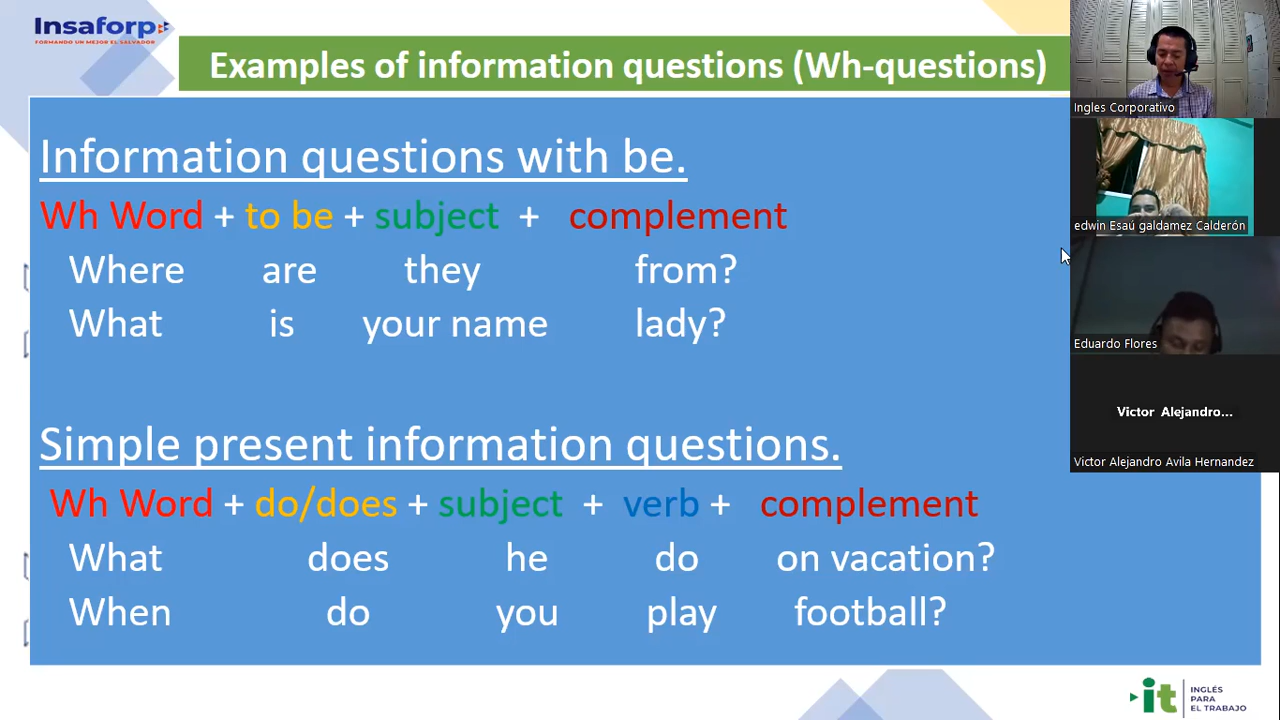 Insaforp
FORMANDO UN MEJOR EL SALVADOR
Examples of information questions (Wh-questions)
Information questions with be.
Wh Word + to be + subject + complement
Where are they from?
What is your name lady?
Simple present information questions.
Wh Word + do/does + subject + verb + complement
What does he do on vacation?
When do you play football?
Ingles Corporativo
edwin Esaú galdamez Calderón
Eduardo Flores
Victor Alejandro...
Victor Alejandro Avila Hernandez
it
INGLÉS
PARA
EL TRABAJO